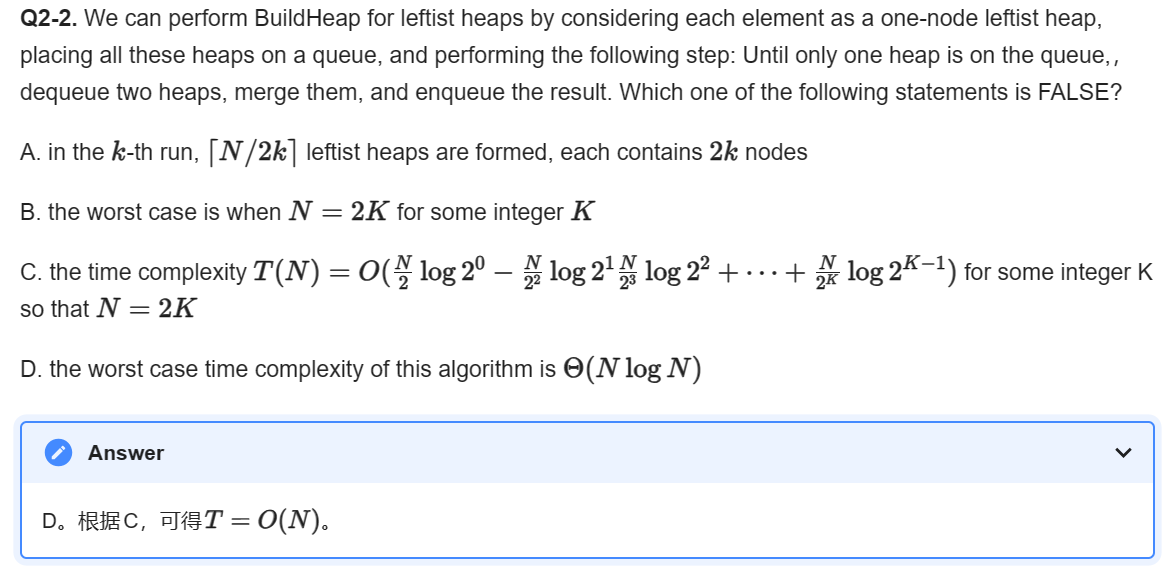 Q2-2. We can perform BuildHeap for leftist heaps by considering each element as a one-node leftist heap,
placing all these heaps on a queue, and performing the following step: Until only one heap is on the queue,,
dequeue two heaps, merge them, and enqueue the result. Which one of the following statements is FALSE?
A. in the k-th run, ⌈N/2k⌉ leftist heaps are formed, each contains 2k nodes
B. the worst case is when N = 2K for some integer K
C. the time complexity T(N) = O(\frac{N}{2} log 2^0 − \frac{N}{2^2} log 2^1 \frac{N}{2^3} log 2^2 + ⋯ + \frac{N}{2^K} log 2^{K−1}) for some integer K
so that N = 2K
D. the worst case time complexity of this algorithm is Θ(N log N)
Answer
D。根据C，可得T = O(N)。